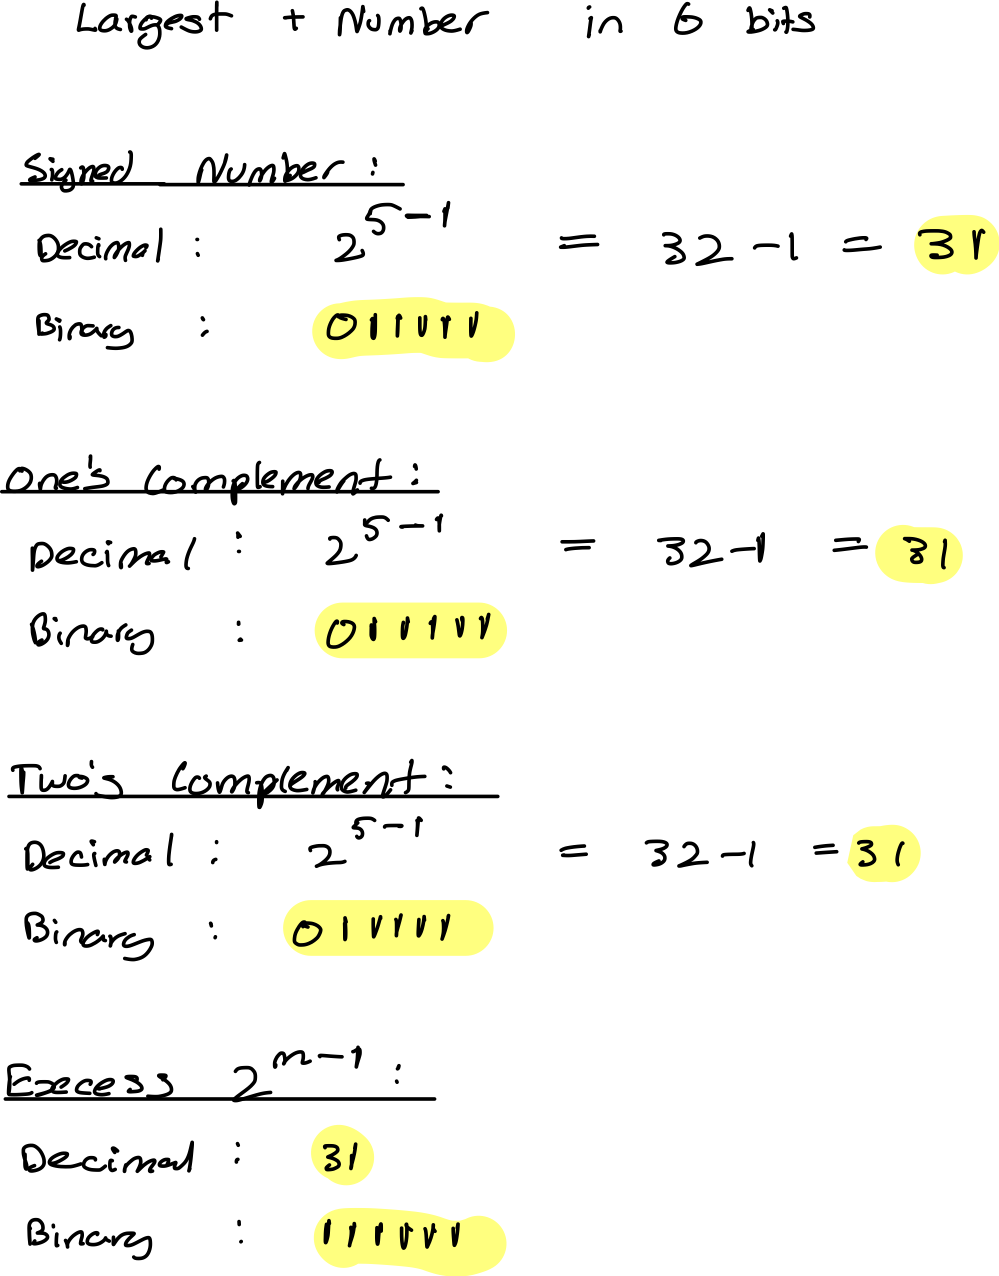 Largest + Number in 6 bits
Signed Number :
Decimal : 2^5-1 = 32-1 = 31
Binary : 011111
One's Complement :
Decimal : 2^5-1 = 32-1 = 31
Binary : 011111
Two's Complement :
Decimal : 2^5-1 = 32-1 = 31
Binary : 011111
Excess 2^m-1 :
Decimal : 31
Binary : 111111